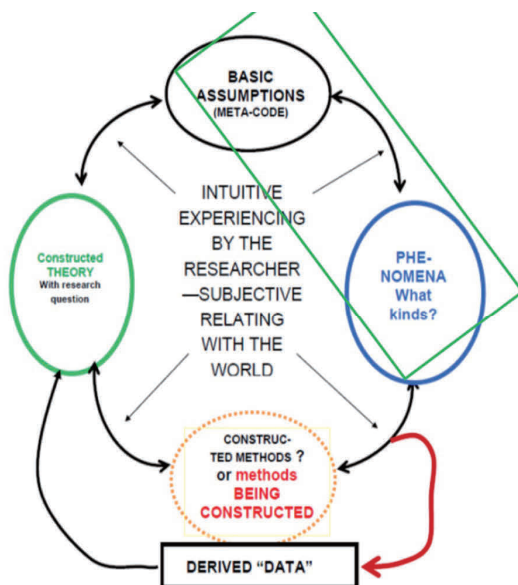 BASIC
ASSUMPTIONS
(META-CODE)
INTUITIVE
EXPERIENCING
BY THE
RESEARCHER
—SUBJECTIVE
RELATING
WITH THE
WORLD
Constructed
THEORY
With research
question
PHE-
NOMENA
What
kinds?
CONSTRUC-
TED METHODS ?
or methods
BEING
CONSTRUCTED
DERIVED “DATA”